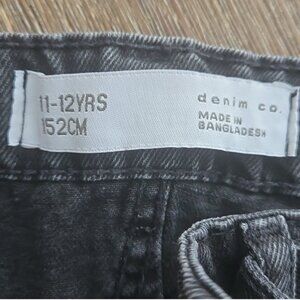 11-12YRS
152CM
denim co.
MADE IN
BANGLADESH